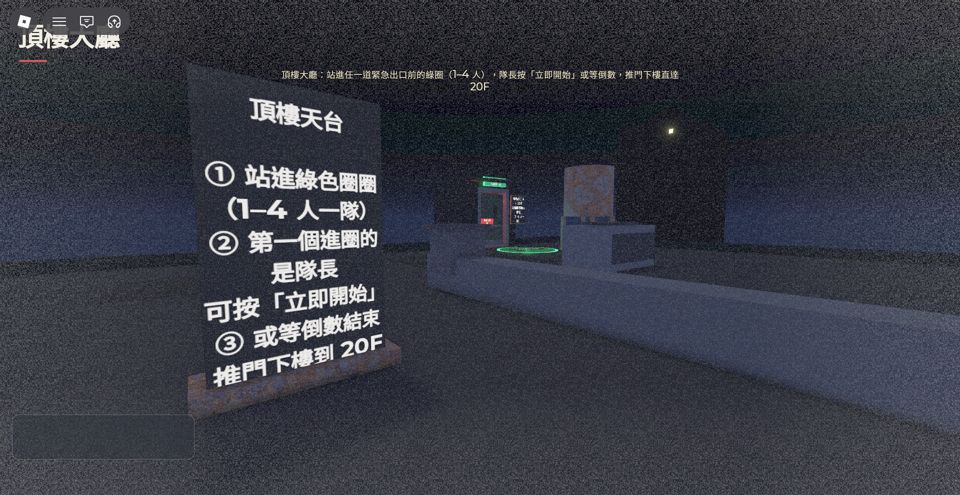 頂樓大廳
頂樓大廳：站進任一道緊急出口前的綠圈（1–4 人），隊長按「立即開始」或等倒數，推門下樓直達
20F
頂樓天台
① 站進綠色圈圈
（1–4 人一隊）
② 第一個進圈的
是隊長
可按「立即開始」
③ 或等倒數結束
推門下樓到 20F